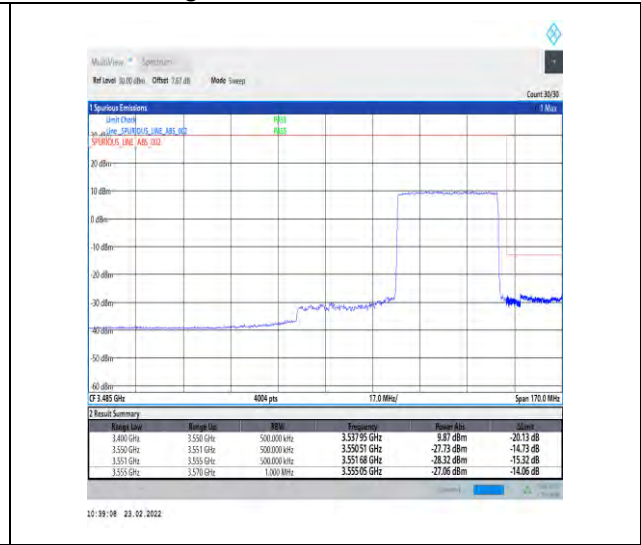 MultiView Spectrum
Ref Level 30.00 dBm Offset 7.67 dB Mode Sweep
Count 30/30
1 Spurious Emissions 1 Max
Limit Check PASS
Line _SPURIOUS_LINE_ABS_002 PASS
SPURIOUS_LINE_ABS_002
20 dBm
10 dBm
0 dBm
-10 dBm
-20 dBm
-30 dBm
-40 dBm
-50 dBm
-60 dBm
CF 3.485 GHz 4004 pts 17.0 MHz/ Span 170.0 MHz
2 Result Summary
Range Low Range Up RBW Frequency Power Abs ΔLimit
3.400 GHz 3.550 GHz 500.000 kHz 3.537 95 GHz 9.87 dBm -20.13 dB
3.550 GHz 3.551 GHz 500.000 kHz 3.550 51 GHz -27.73 dBm -14.73 dB
3.551 GHz 3.555 GHz 500.000 kHz 3.551 68 GHz -28.32 dBm -15.32 dB
3.555 GHz 3.570 GHz 1.000 MHz 3.555 05 GHz -27.06 dBm -14.06 dB
10:39:08 23.02.2022